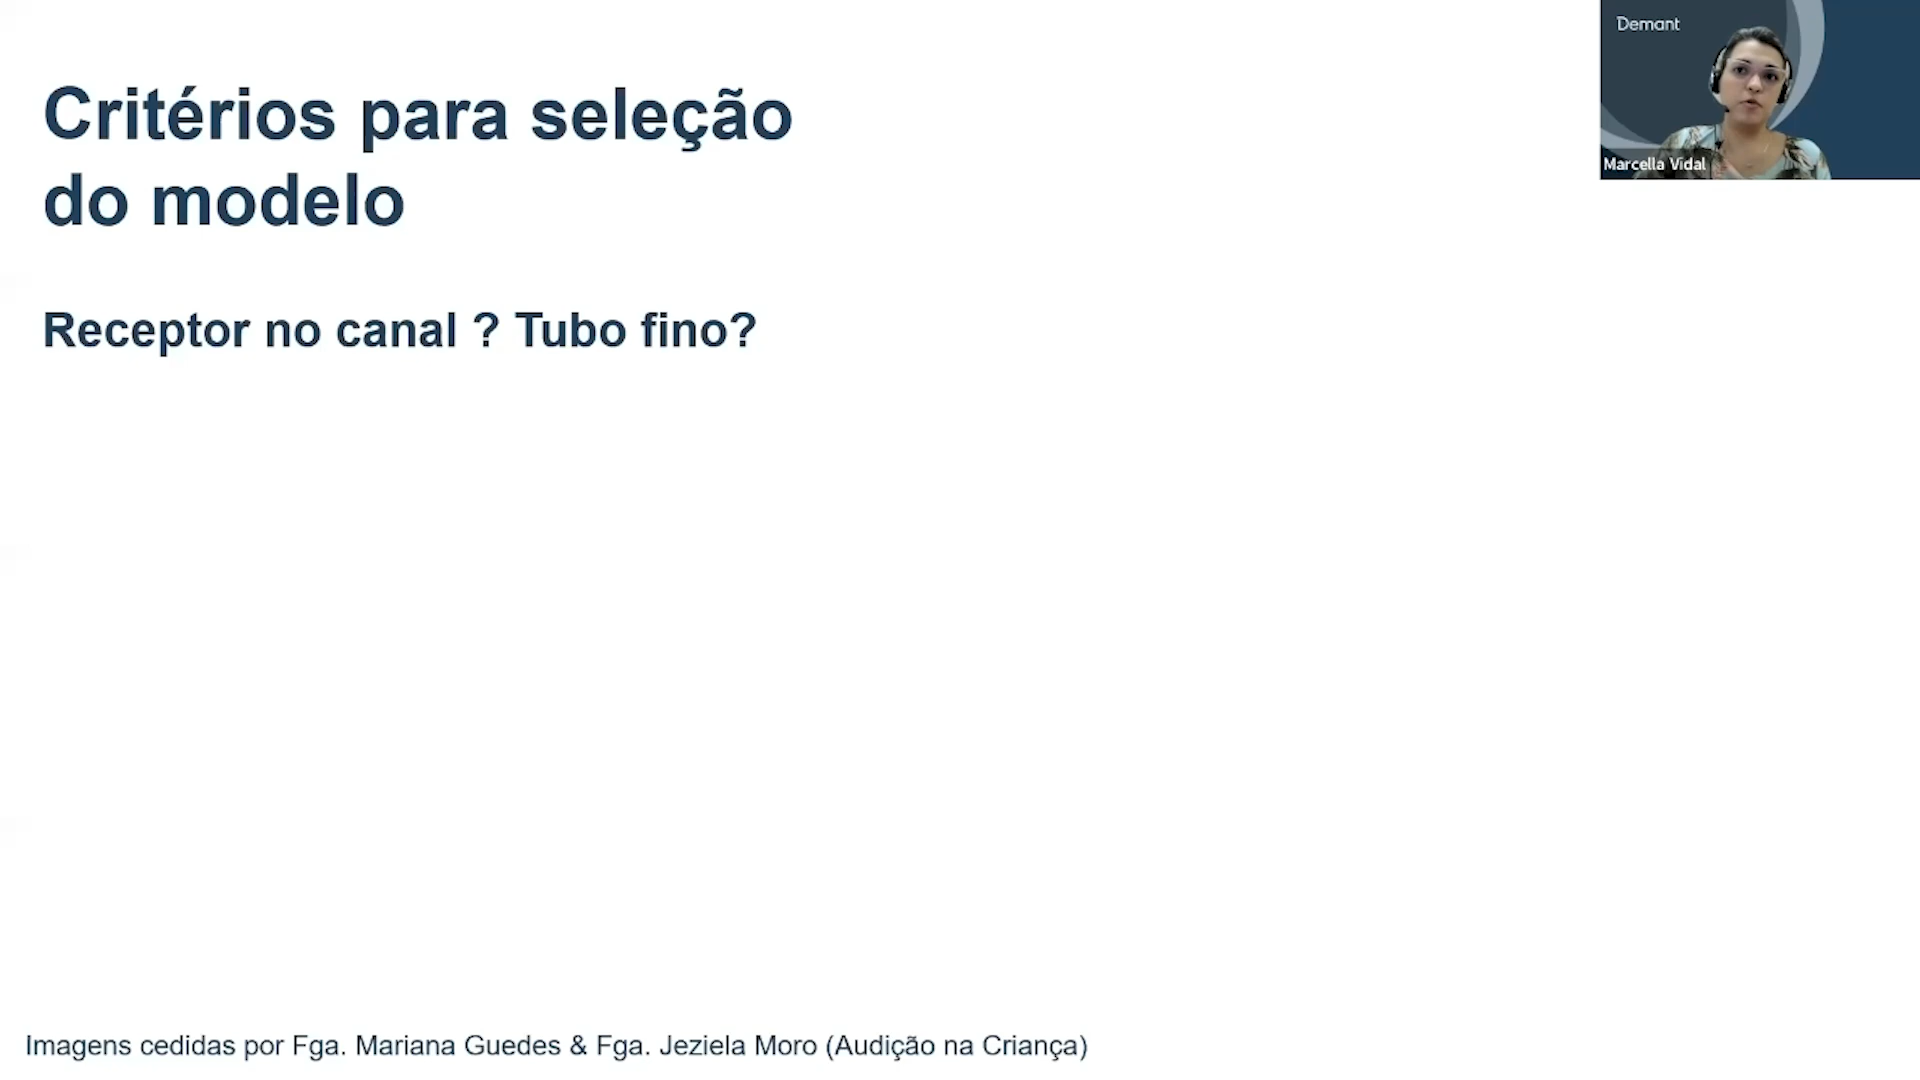 Critérios para seleção
do modelo
Receptor no canal ? Tubo fino?
Imagens cedidas por Fga. Mariana Guedes & Fga. Jeziela Moro (Audição na Criança)
Demant
Marcella Vidal